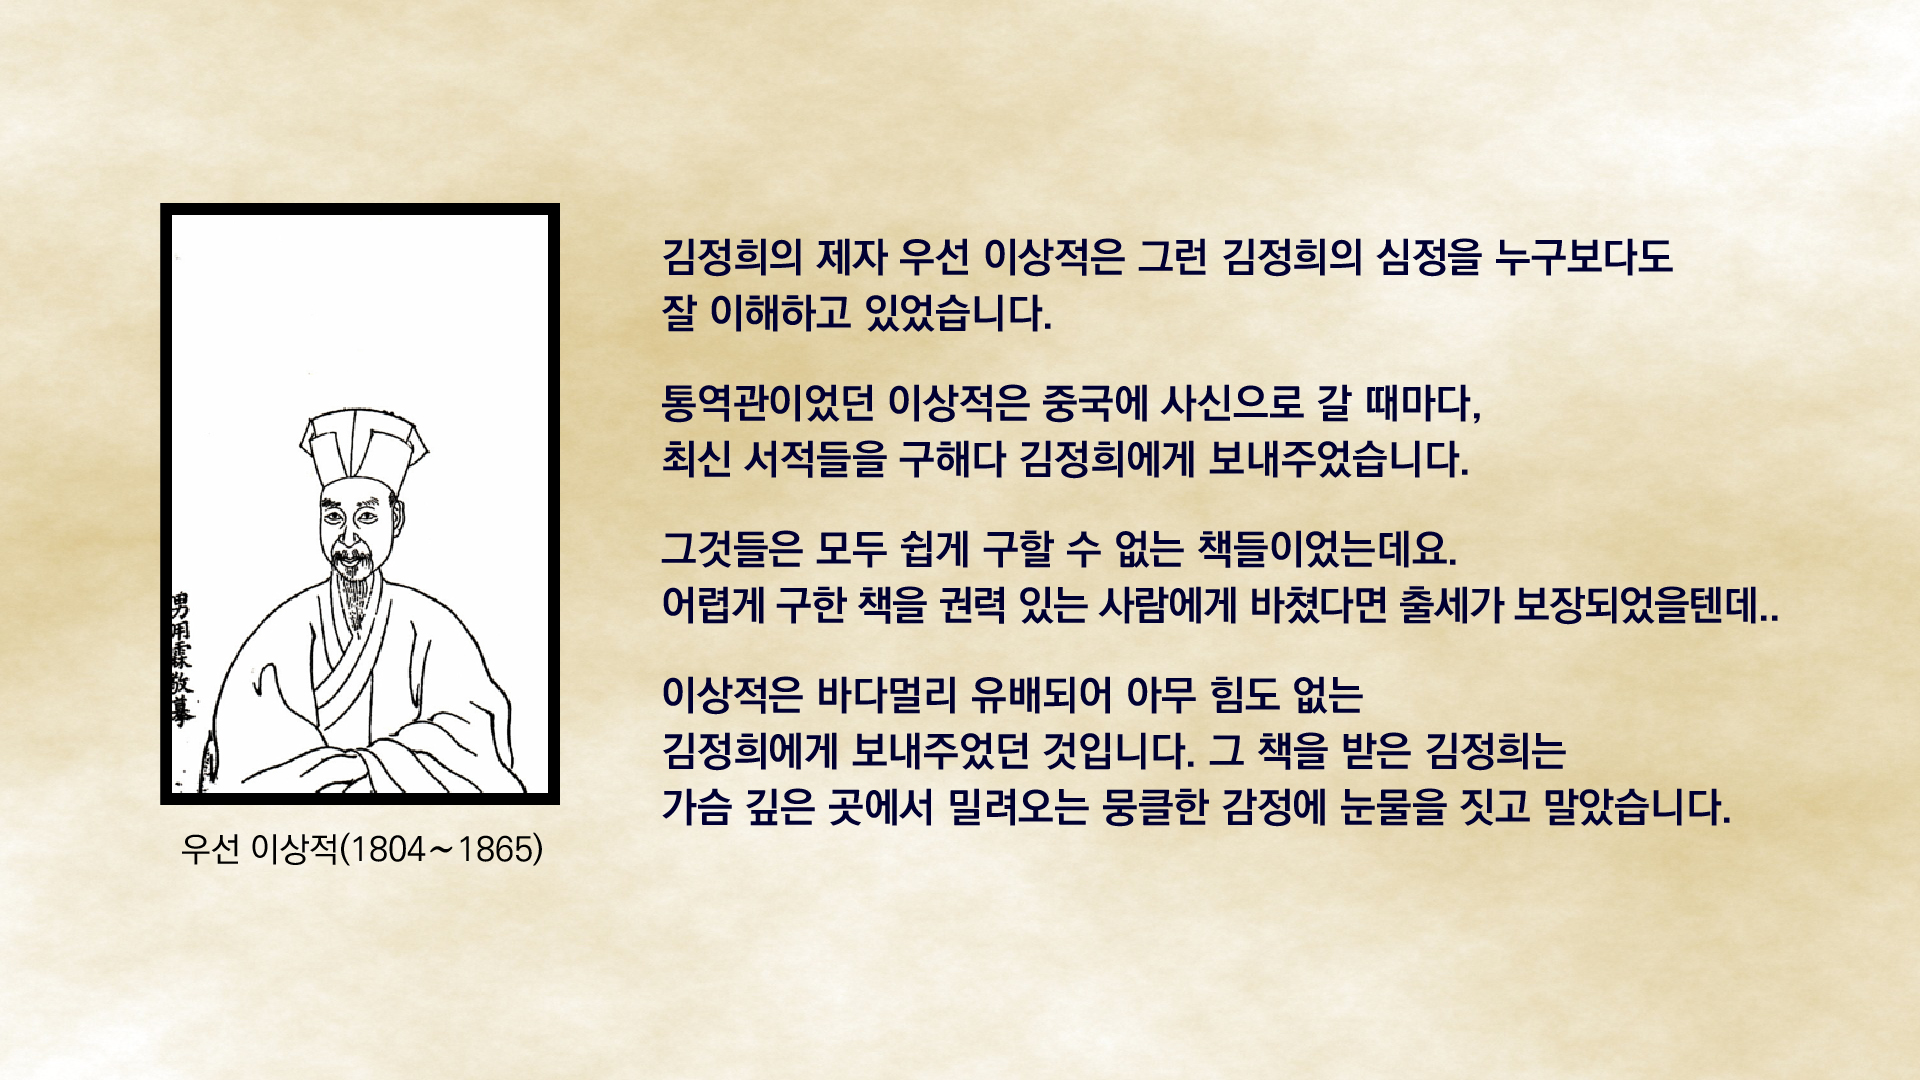 김정희의 제자 우선 이상적은 그런 김정희의 심정을 누구보다도
잘 이해하고 있었습니다.
통역관이었던 이상적은 중국에 사신으로 갈 때마다,
최신 서적들을 구해다 김정희에게 보내주었습니다.
그것들은 모두 쉽게 구할 수 없는 책들이었는데요.
어렵게 구한 책을 권력 있는 사람에게 바쳤다면 출세가 보장되었을텐데..
이상적은 바다멀리 유배되어 아무 힘도 없는
김정희에게 보내주었던 것입니다. 그 책을 받은 김정희는
가슴 깊은 곳에서 밀려오는 뭉클한 감정에 눈물을 짓고 말았습니다.
男用霖敬摹
우선 이상적(1804~1865)